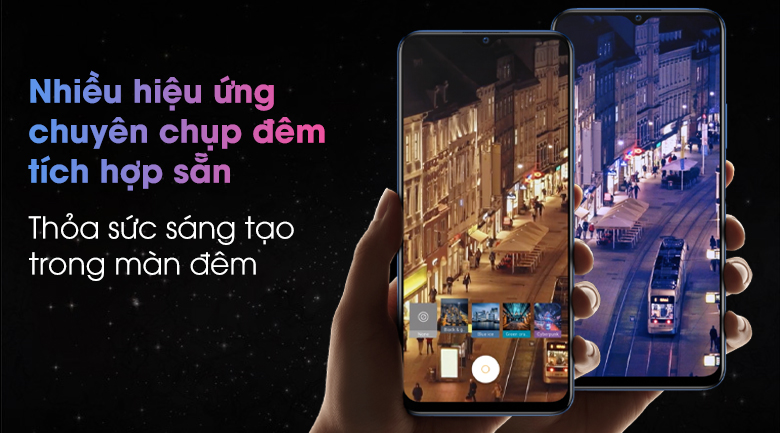 Nhiều hiệu ứng
chuyên chụp đêm
tích hợp sẵn
Thỏa sức sáng tạo
trong màn đêm